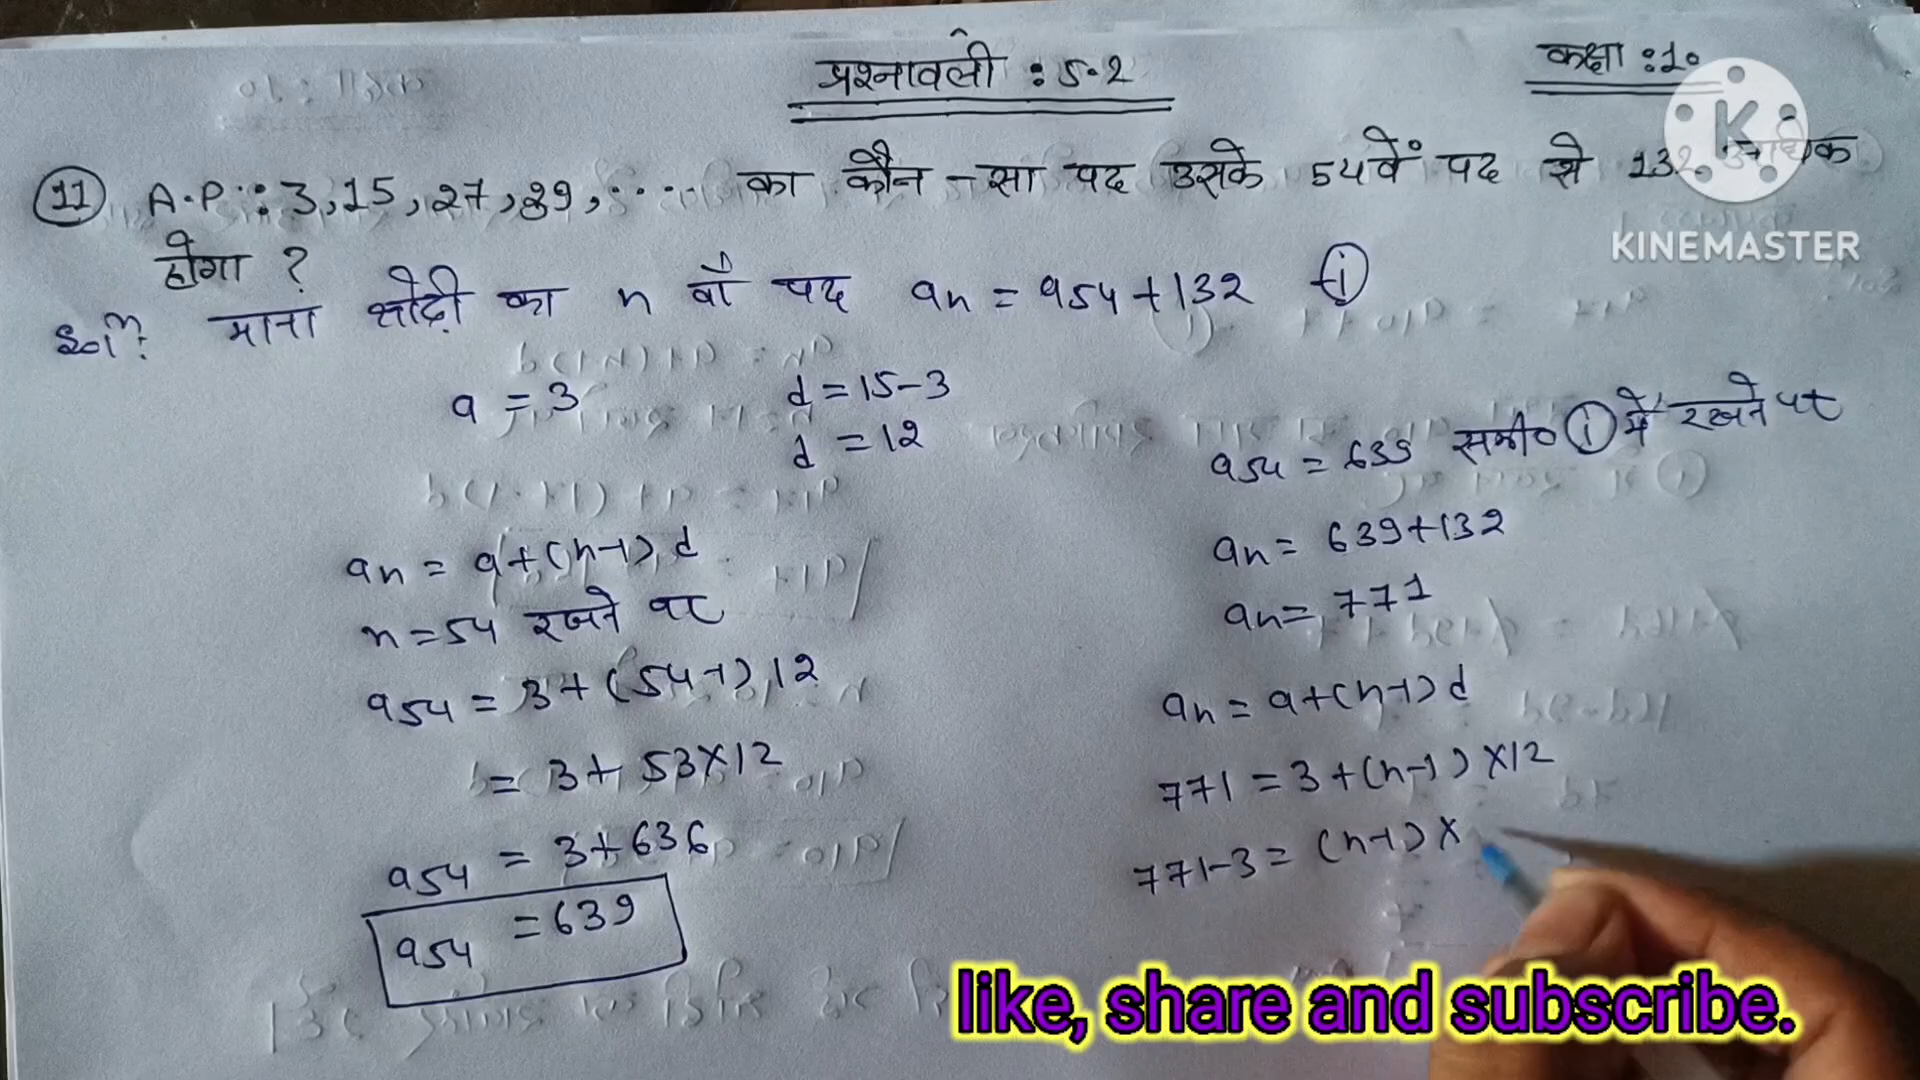 प्रश्नावली : 5.2
कक्षा : 10
11 A.P : 3, 15, 27, 39, .... का कौन-सा पद उसके 54वें पद से 132 अधिक
होगा ?
KINEMASTER
माना श्रेढ़ी का n वाँ पद an = a54 + 132 - i
a = 3
d = 15 - 3
d = 12
an = a + (n-1) d
n = 54 रखने पर
a54 = 3 + (54-1) 12
= 3 + 53 × 12
a54 = 3 + 636
a54 = 639
a54 = 639 समी० i में रखने पर
an = 639 + 132
an = 771
an = a + (n-1) d
771 = 3 + (n-1) × 12
771 - 3 = (n-1) ×
like, share and subscribe.